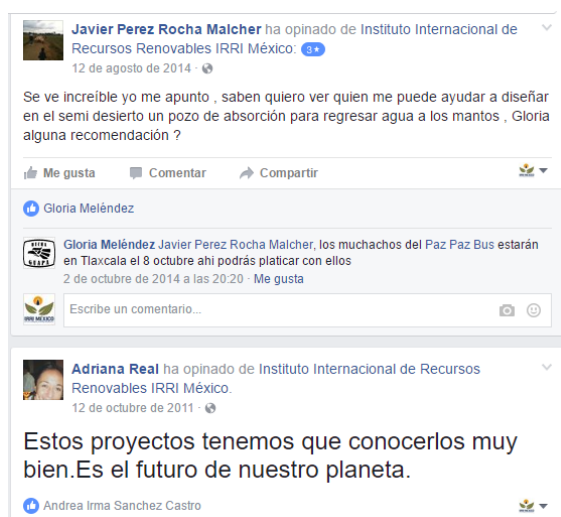 Javier Perez Rocha Malcher ha opinado de Instituto Internacional de
Recursos Renovables IRRI México: 3★
12 de agosto de 2014 ·
Se ve increíble yo me apunto , saben quiero ver quien me puede ayudar a diseñar
en el semi desierto un pozo de absorción para regresar agua a los mantos , Gloria
alguna recomendación ?
Me gusta Comentar Compartir
Gloria Meléndez
Gloria Meléndez Javier Perez Rocha Malcher, los muchachos del Paz Paz Bus estarán
en Tlaxcala el 8 octubre ahi podrás platicar con ellos
2 de octubre de 2014 a las 20:20 · Me gusta
IRRI MÉXICO
Escribe un comentario...
Adriana Real ha opinado de Instituto Internacional de Recursos
Renovables IRRI México.
12 de octubre de 2011 ·
Estos proyectos tenemos que conocerlos muy
bien.Es el futuro de nuestro planeta.
Andrea Irma Sanchez Castro